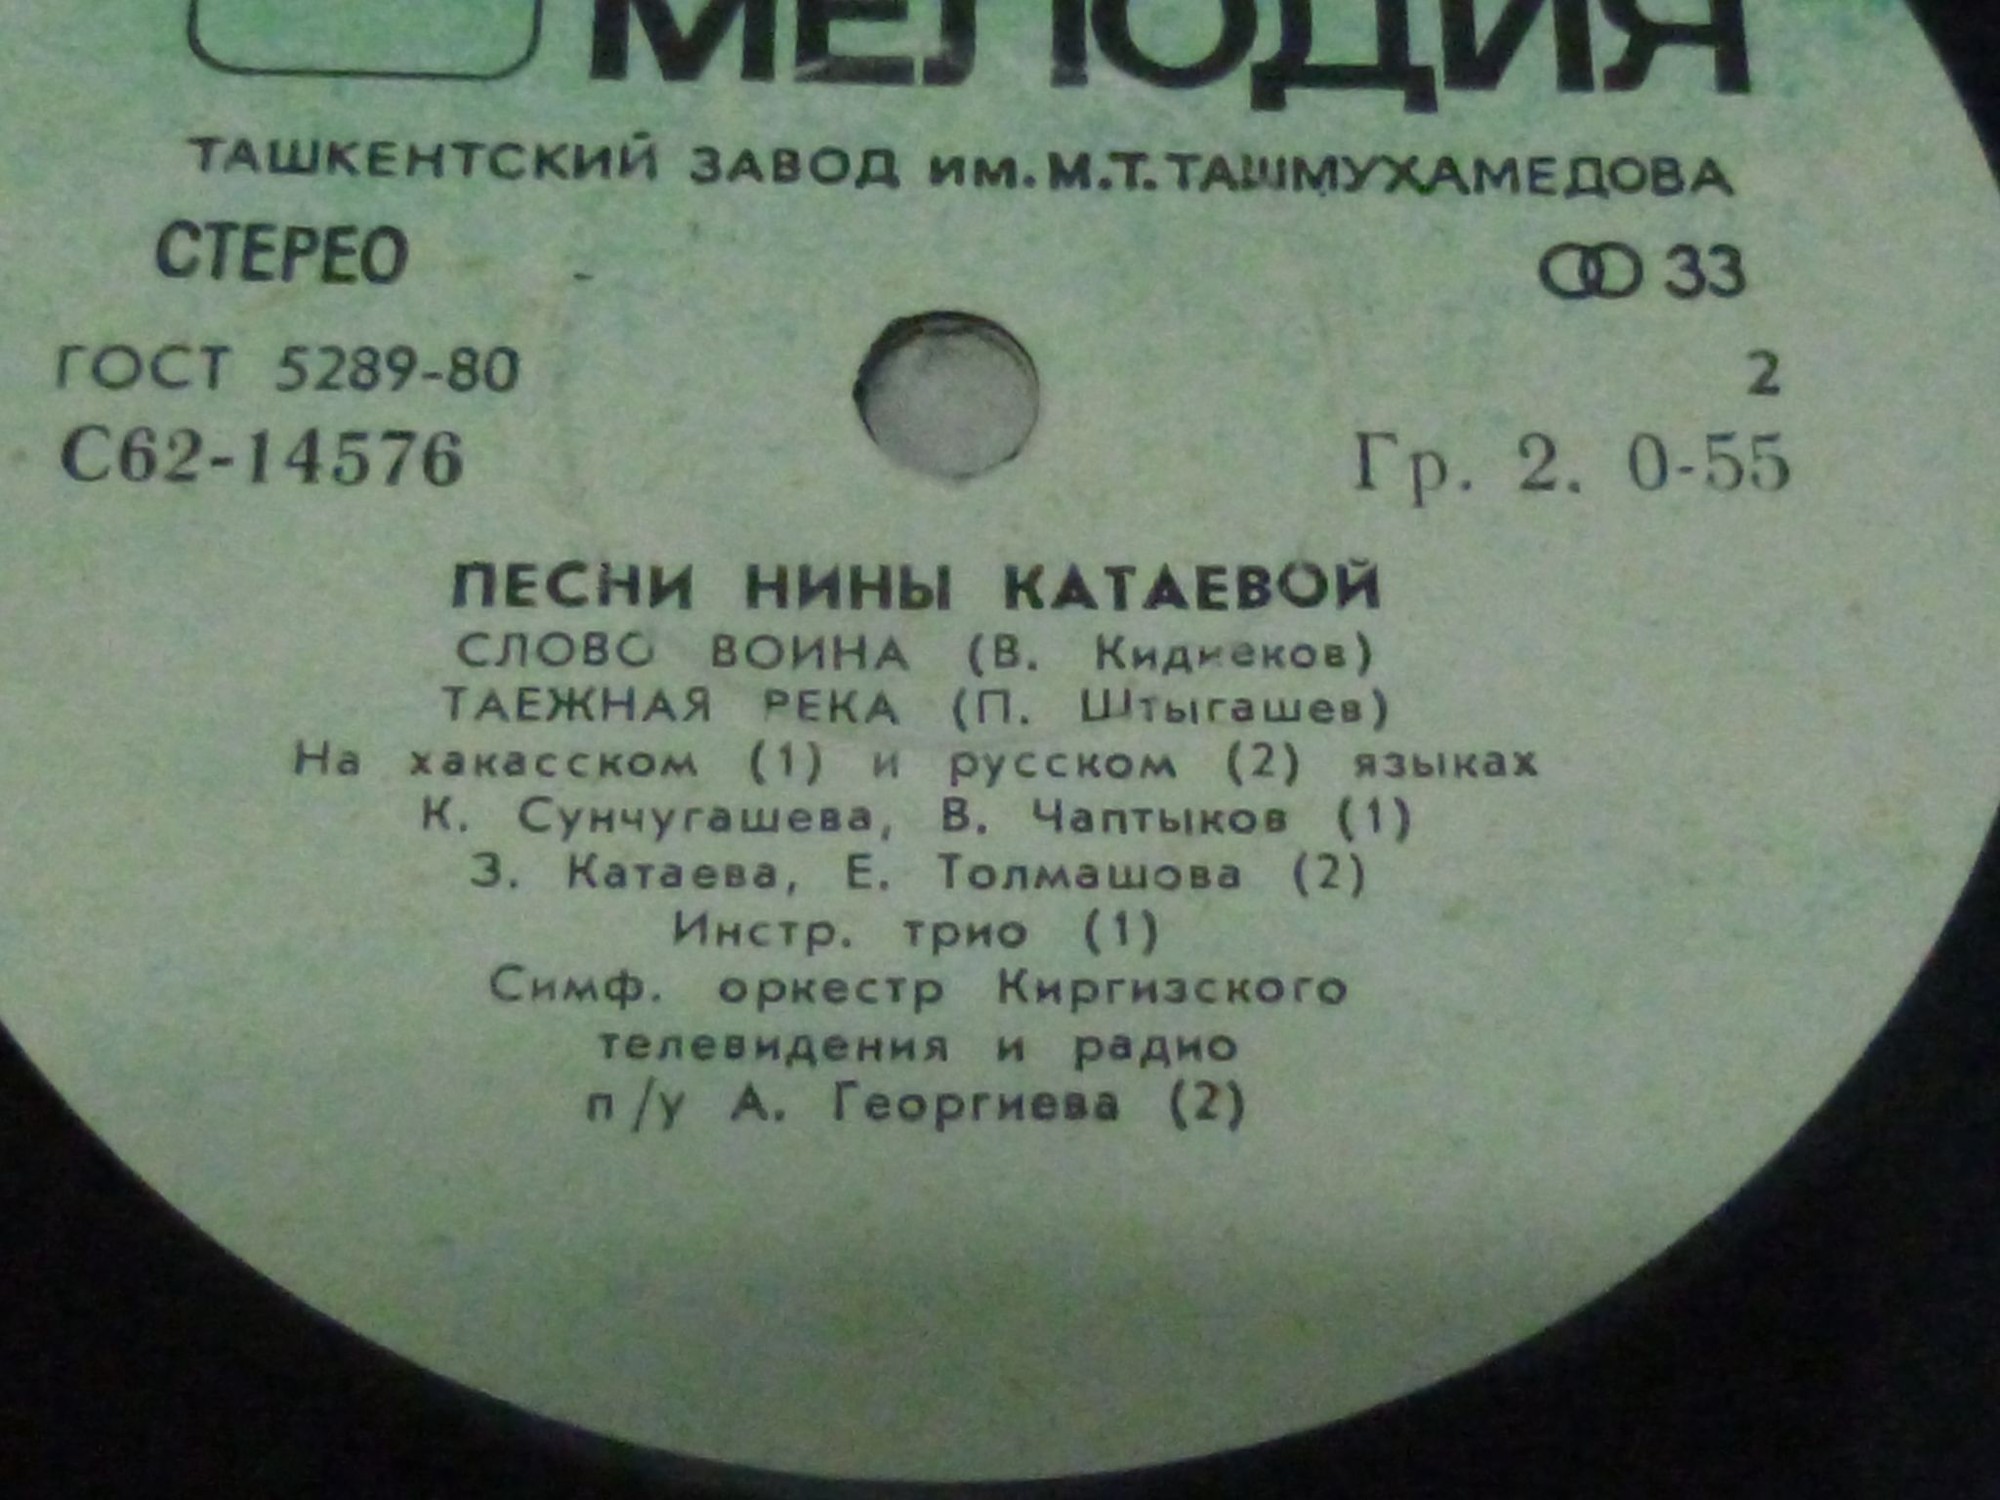 МЕЛОДИЯ
ТАШКЕНТСКИЙ ЗАВОД им. М.Т.ТАШМУХАМЕДОВА
СТЕРЕО 33
ГОСТ 5289-80 2
С62-14576 Гр. 2. 0-55
ПЕСНИ НИНЫ КАТАЕВОЙ
СЛОВО ВОИНА (В. Кидиеков)
ТАЕЖНАЯ РЕКА (П. Штыгашев)
На хакасском (1) и русском (2) языках
К. Сунчугашева, В. Чаптыков (1)
З. Катаева, Е. Толмашова (2)
Инстр. трио (1)
Симф. оркестр Киргизского
телевидения и радио
п/у А. Георгиева (2)